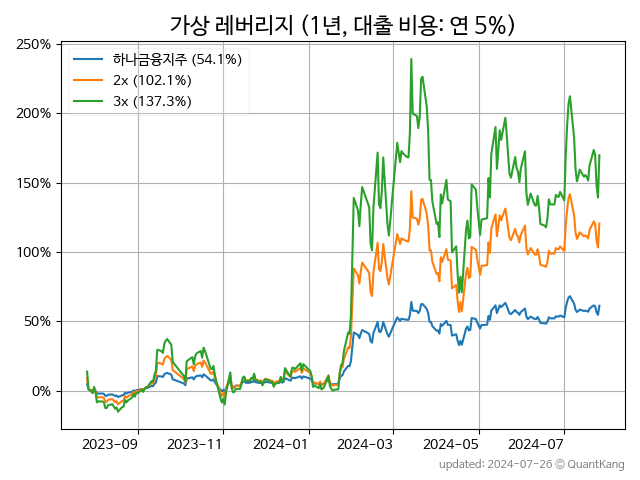 가상 레버리지 (1년, 대출 비용: 연 5%)
250%
200%
150%
100%
50%
0%
하나금융지주 (54.1%)
2x (102.1%)
3x (137.3%)
2023-09
2023-11
2024-01
2024-03
2024-05
2024-07
updated: 2024-07-26 © QuantKang